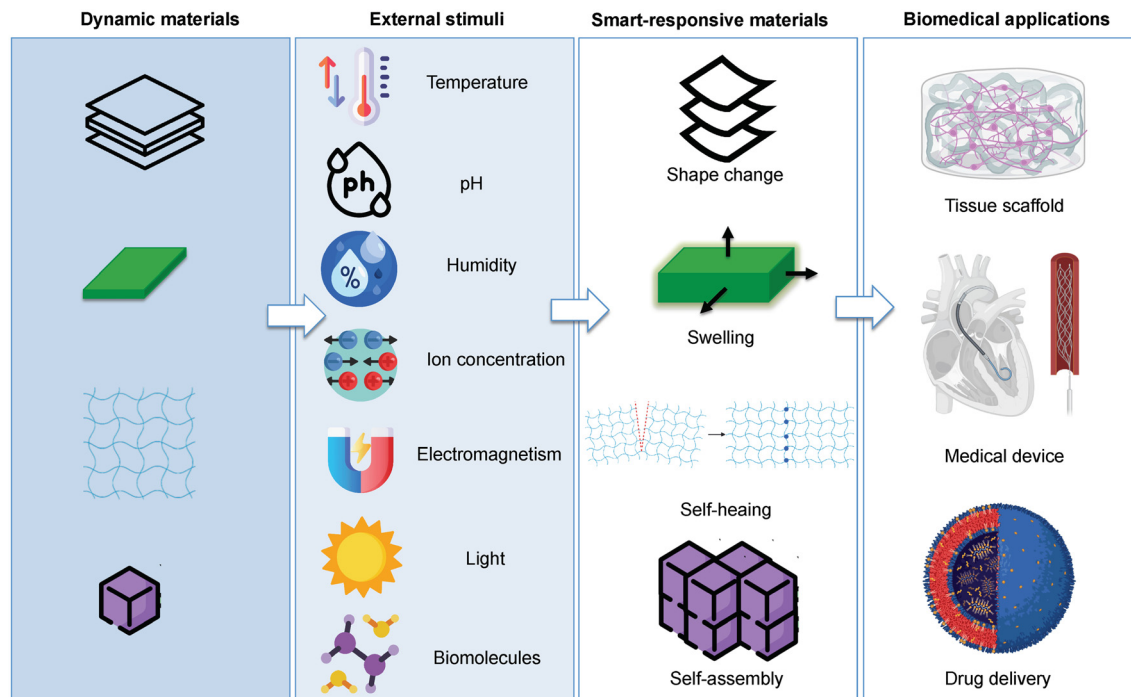 Dynamic materials
External stimuli
Smart-responsive materials
Biomedical applications
Temperature
ph
pH
%
Humidity
Ion concentration
Electromagnetism
Light
Biomolecules
Shape change
Swelling
Self-heaing
Self-assembly
Tissue scaffold
Medical device
Drug delivery